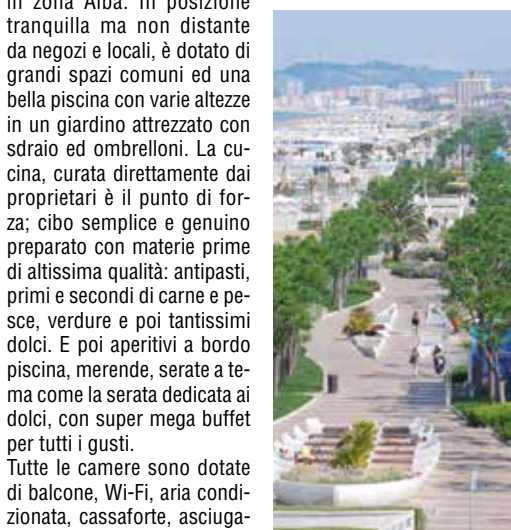 in zona Alba. In posizione
tranquilla ma non distante
da negozi e locali, è dotato di
grandi spazi comuni ed una
bella piscina con varie altezze
in un giardino attrezzato con
sdraio ed ombrelloni. La cu-
cina, curata direttamente dai
proprietari è il punto di for-
za; cibo semplice e genuino
preparato con materie prime
di altissima qualità: antipasti,
primi e secondi di carne e pe-
sce, verdure e poi tantissimi
dolci. E poi aperitivi a bordo
piscina, merende, serate a te-
ma come la serata dedicata ai
dolci, con super mega buffet
per tutti i gusti.
Tutte le camere sono dotate
di balcone, Wi-Fi, aria condi-
zionata, cassaforte, asciuga-